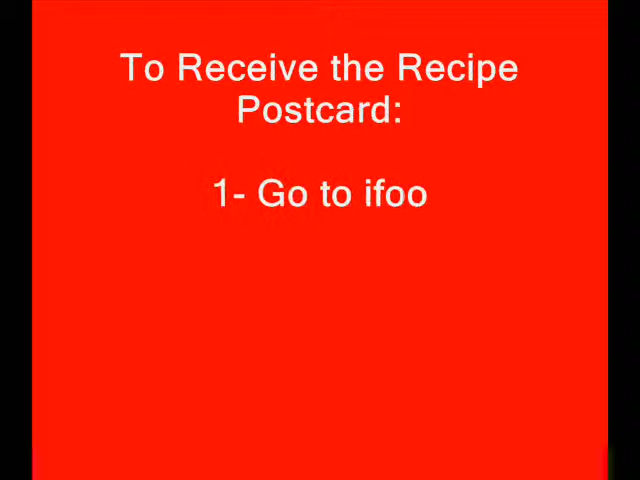 To Receive the Recipe
Postcard:
1- Go to ifoo